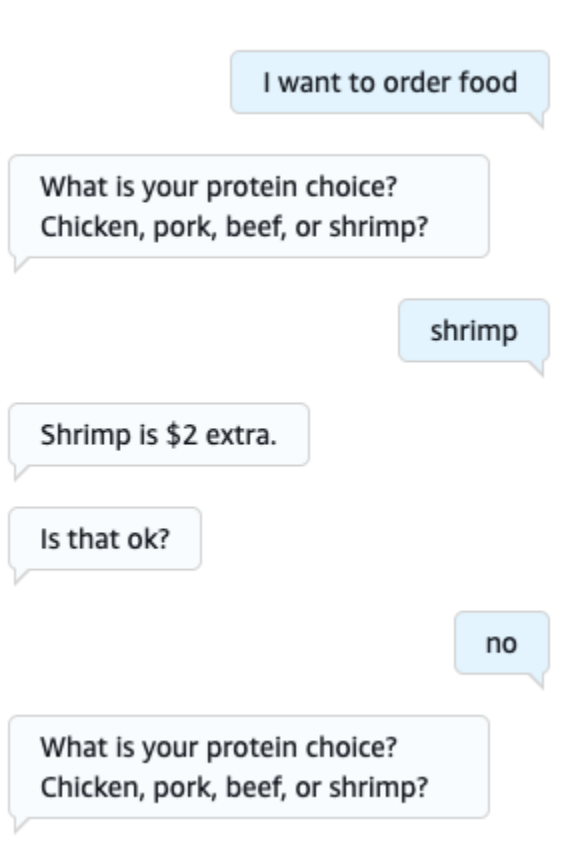 I want to order food
What is your protein choice?
Chicken, pork, beef, or shrimp?
shrimp
Shrimp is $2 extra.
Is that ok?
no
What is your protein choice?
Chicken, pork, beef, or shrimp?